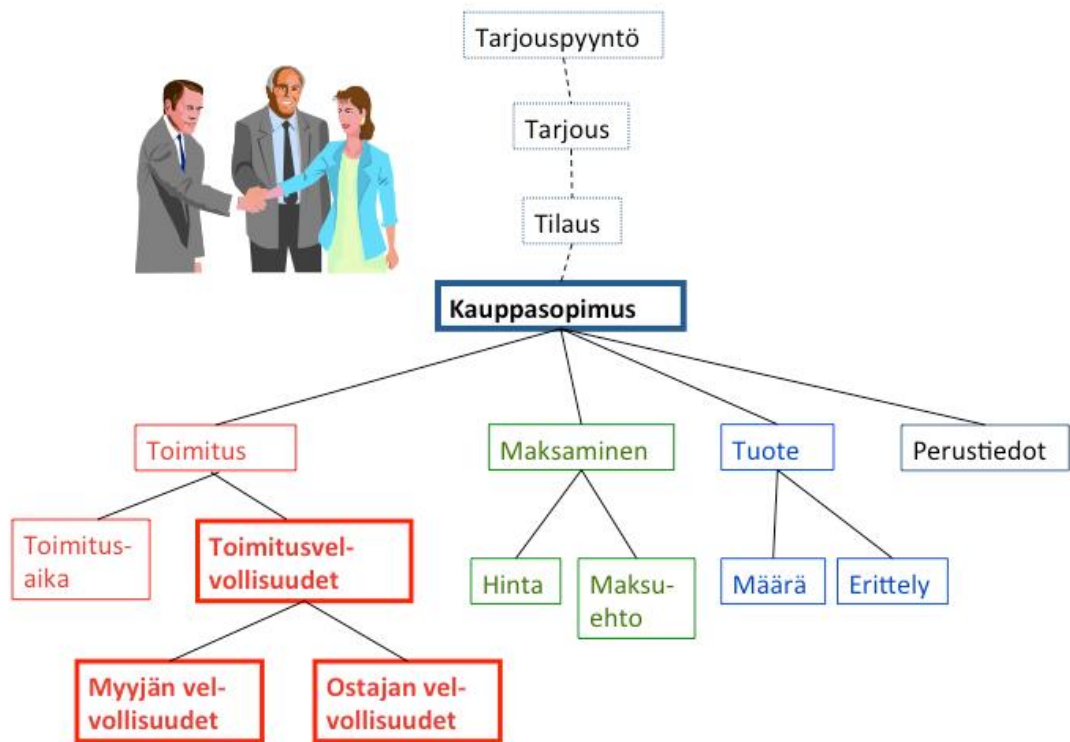 Tarjouspyyntö
Tarjous
Tilaus
Kauppasopimus
Toimitus
Maksaminen
Tuote
Perustiedot
Toimitus-
aika
Toimitusvel-
vollisuudet
Hinta
Maksu-
ehto
Määrä
Erittely
Myyjän vel-
vollisuudet
Ostajan vel-
vollisuudet